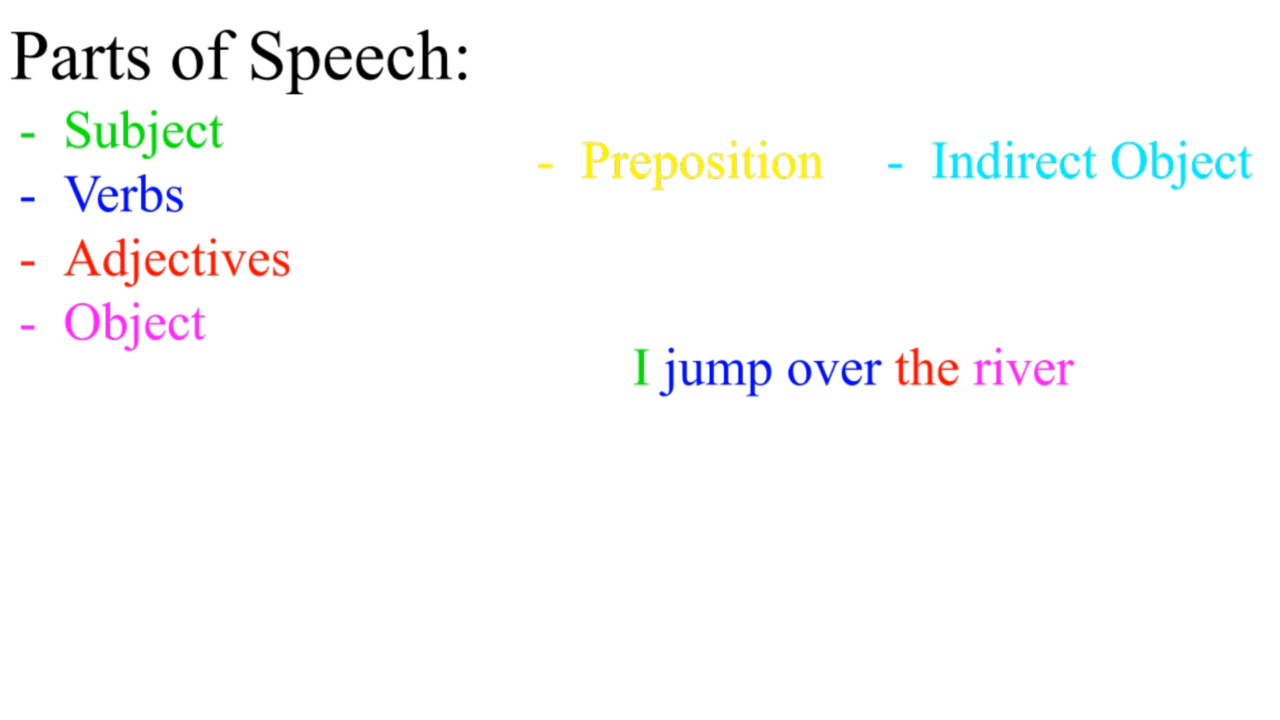 Parts of Speech:
- Subject
- Verbs
- Adjectives
- Object
- Preposition
- Indirect Object
I jump over the river